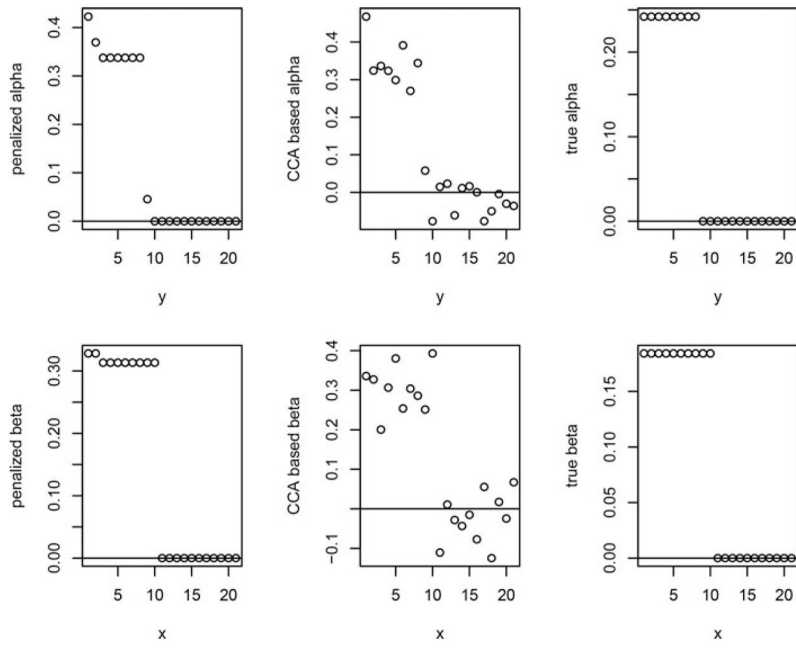 penalized alpha
0.0 0.1 0.3 0.4
5 10 15 20
y
CCA based alpha
0.0 0.1 0.2 0.3 0.4
5 10 15 20
y
true alpha
0.00 0.10 0.20
5 10 15 20
y
penalized beta
0.00 0.10 0.20 0.30
5 10 15 20
x
CCA based beta
−0.1 0.1 0.2 0.3 0.4
5 10 15 20
x
true beta
0.00 0.05 0.10 0.15
5 10 15 20
x